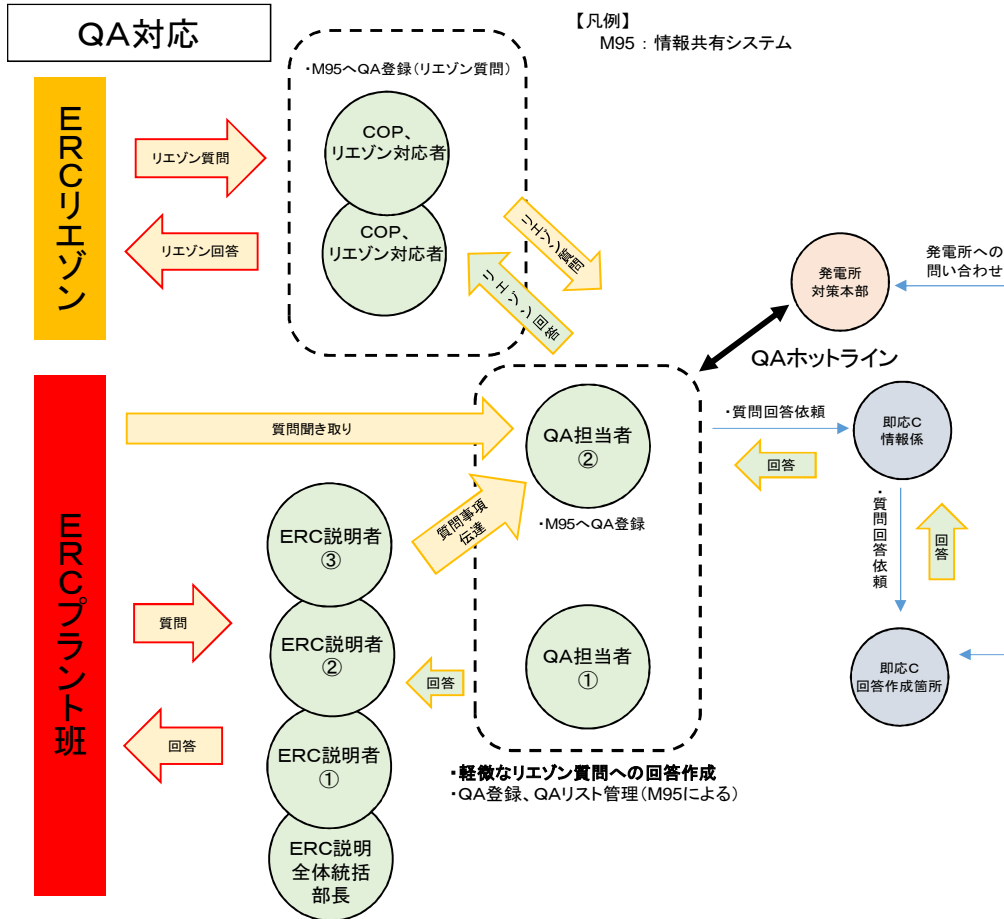 QA対応
【凡例】
M95 : 情報共有システム
ERCリエゾン
・M95へQA登録(リエゾン質問)
COP、
リエゾン対応者
COP、
リエゾン対応者
リエゾン質問
リエゾン回答
リエゾン質問
リエゾン回答
発電所
対策本部
発電所への
問い合わせ
QAホットライン
ERCプラント班
質問聞き取り
QA担当者
②
・M95へQA登録
・質問回答依頼
回答
即応C
情報係
・質問回答依頼
回答
質問事項
伝達
ERC説明者
③
質問
ERC説明者
②
回答
QA担当者
①
即応C
回答作成箇所
回答
ERC説明者
①
・軽微なリエゾン質問への回答作成
・QA登録、QAリスト管理(M95による)
ERC説明
全体統括
部長